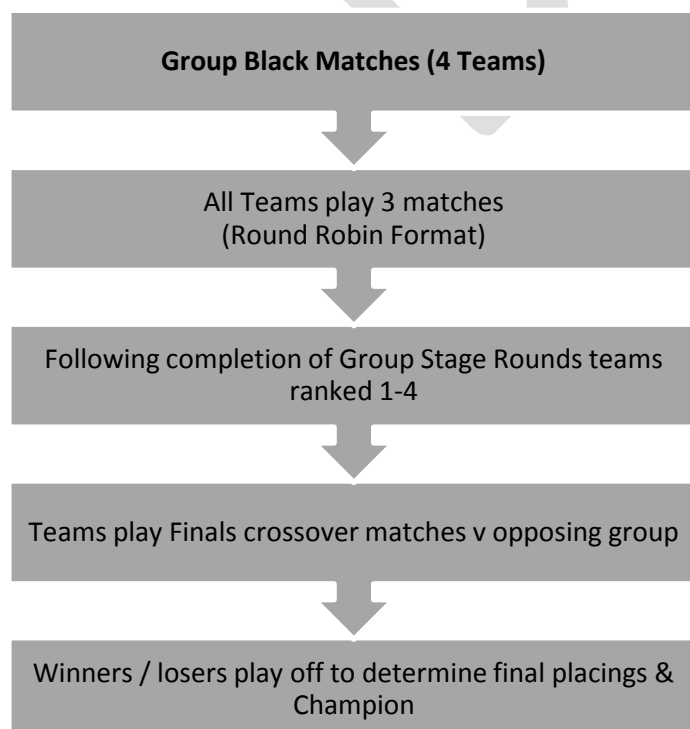 Group Black Matches (4 Teams)
All Teams play 3 matches
(Round Robin Format)
Following completion of Group Stage Rounds teams
ranked 1-4
Teams play Finals crossover matches v opposing group
Winners / losers play off to determine final placings &
Champion